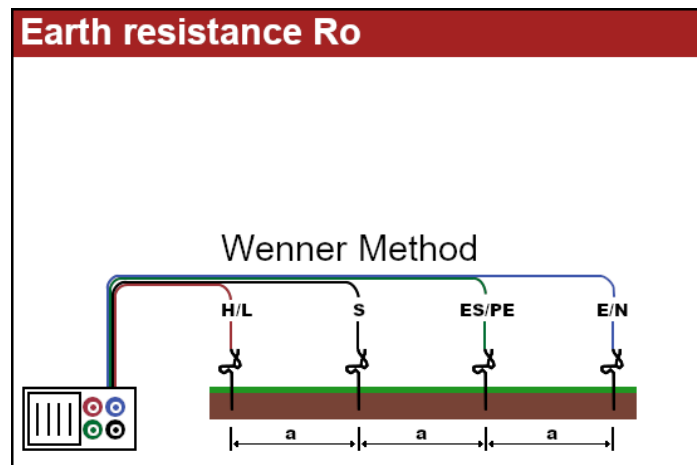 Earth resistance Ro
Wenner Method
H/L S ES/PE E/N
a a a